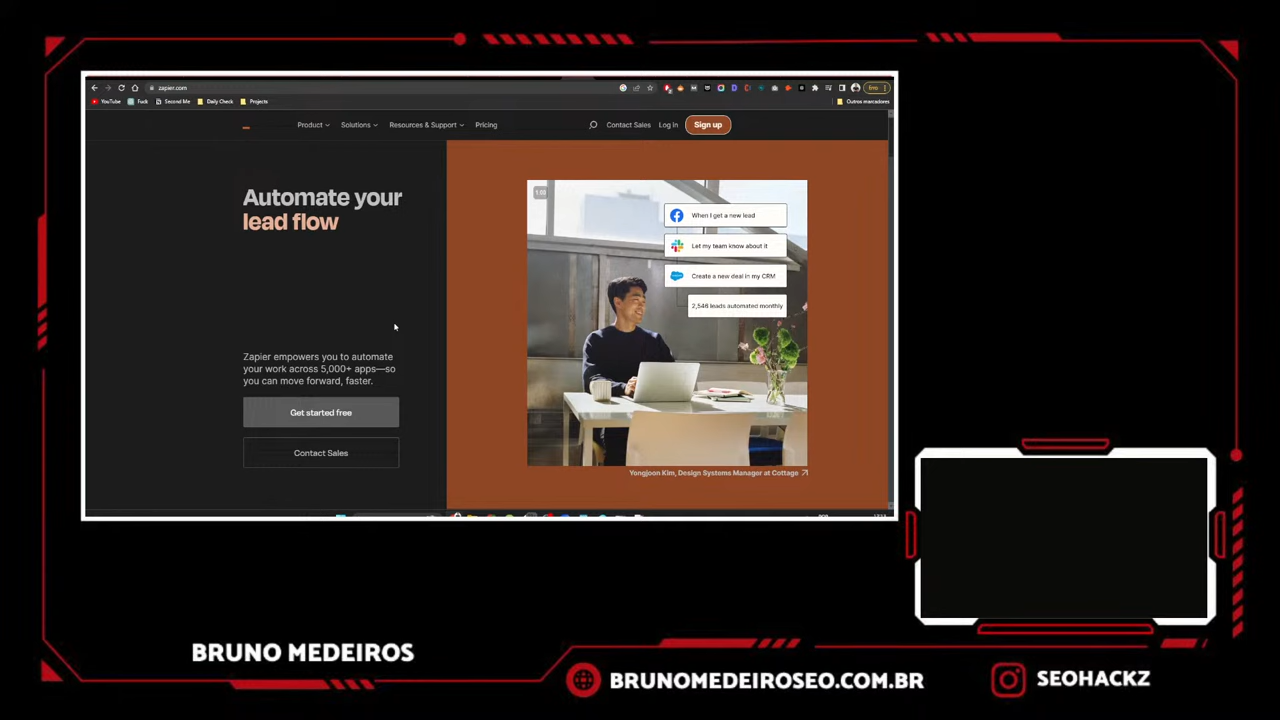 zapier.com
YouTube
Fuck
Second Me
Daily Check
Projects
Outros marcadores
Product
Solutions
Resources & Support
Pricing
Contact Sales
Log In
Sign up
Automate your
lead flow
When I get a new lead
Let my team know about it
Create a new deal in my CRM
2,546 leads automated monthly
Zapier empowers you to automate
your work across 5,000+ apps—so
you can move forward, faster.
Get started free
Contact Sales
Yongjoon Kim, Design Systems Manager at Cottage
BRUNO MEDEIROS
BRUNOMEDEIROSEO.COM.BR
SEOHACKZ